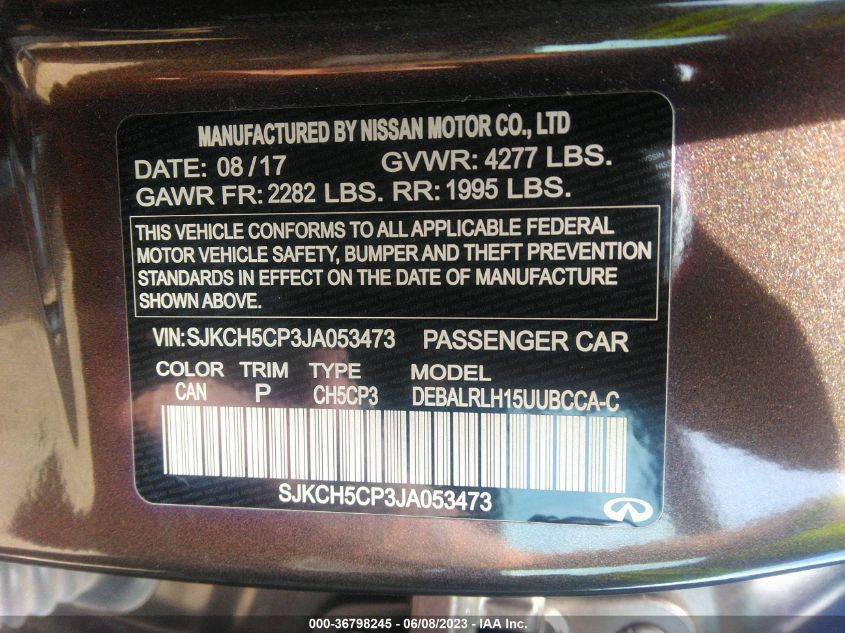 MANUFACTURED BY NISSAN MOTOR CO., LTD
DATE: 08/17 GVWR: 4277 LBS.
GAWR FR: 2282 LBS. RR: 1995 LBS.
THIS VEHICLE CONFORMS TO ALL APPLICABLE FEDERAL
MOTOR VEHICLE SAFETY, BUMPER AND THEFT PREVENTION
STANDARDS IN EFFECT ON THE DATE OF MANUFACTURE
SHOWN ABOVE.
VIN: SJKCH5CP3JA053473 PASSENGER CAR
COLOR TRIM TYPE MODEL
CAN P CH5CP3 DEBALRLH15UUBCCA-C
SJKCH5CP3JA053473
000-36798245 - 06/08/2023 - IAA Inc.